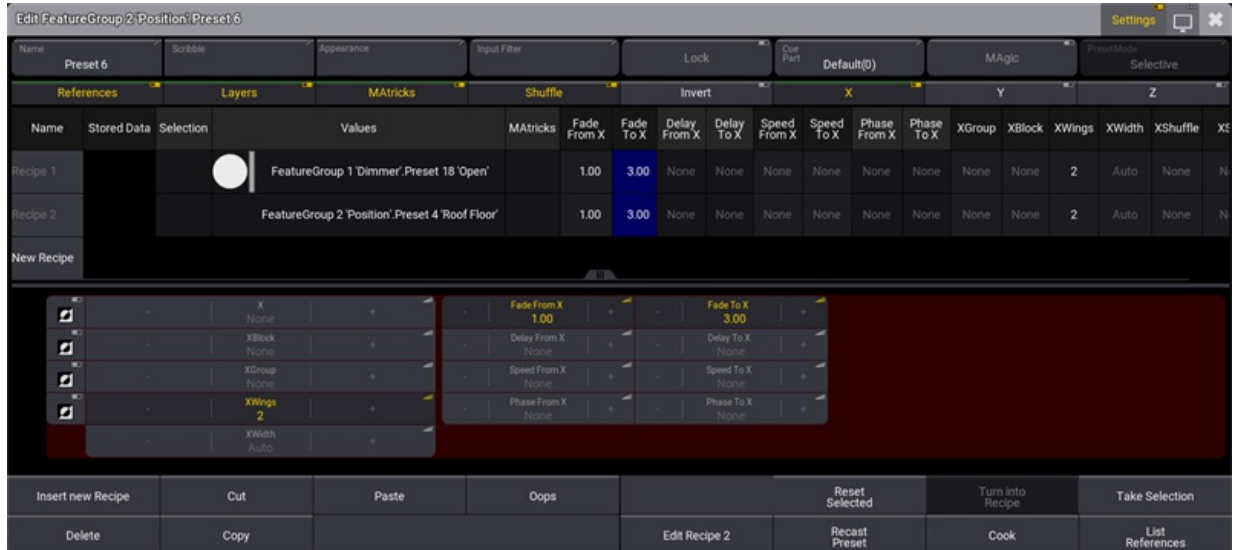 Edit FeatureGroup 2 'Position'.Preset 6 Settings
Name Scribble Appearance Input Filter Lock Cue Part Default(0) MAgic PresetMode
Preset 6 Selective
References Layers MAtricks Shuffle Invert X Y Z
Name Stored Data Selection Values MAtricks Fade From X Fade To X Delay From X Delay To X Speed From X Speed To X Phase From X Phase To X XGroup XBlock XWings XWidth XShuffle
Recipe 1 FeatureGroup 1 'Dimmer'.Preset 18 'Open' 1.00 3.00 None None None None None None None None 2 Auto None
Recipe 2 FeatureGroup 2 'Position'.Preset 4 'Roof Floor' 1.00 3.00 None None None None None None None None 2 Auto None
New Recipe
- X None + - Fade From X 1.00 + - Fade To X 3.00 +
XBlock None + Delay From X None + - Delay To X None +
XGroup None + - Speed From X None + - Speed To X None +
- XWings 2 + - Phase From X None + - Phase To X None +
- XWidth Auto +
Insert new Recipe Cut Paste Oops Reset Selected Turn into Recipe Take Selection
Delete Copy Edit Recipe 2 Recast Preset Cook List References